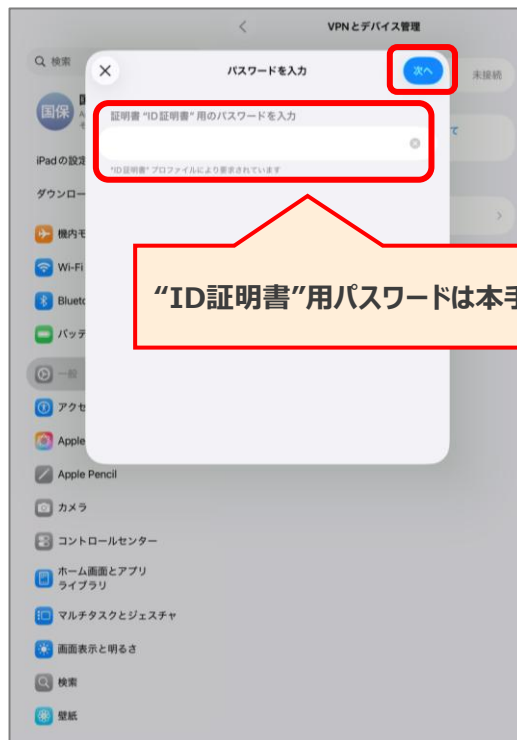 VPNとデバイス管理
検索
パスワードを入力
次へ
未接続
国保
証明書 “ID証明書” 用のパスワードを入力
て
"ID証明書" プロファイルにより要求されています
iPadの設定
ダウンロー
機内モ
Wi-Fi
Blueto
バッテ
“ID証明書”用パスワードは本手
一般
アクセ
Apple
Apple Pencil
カメラ
コントロールセンター
ホーム画面とアプリ
ライブラリ
マルチタスクとジェスチャ
画面表示と明るさ
検索
壁紙